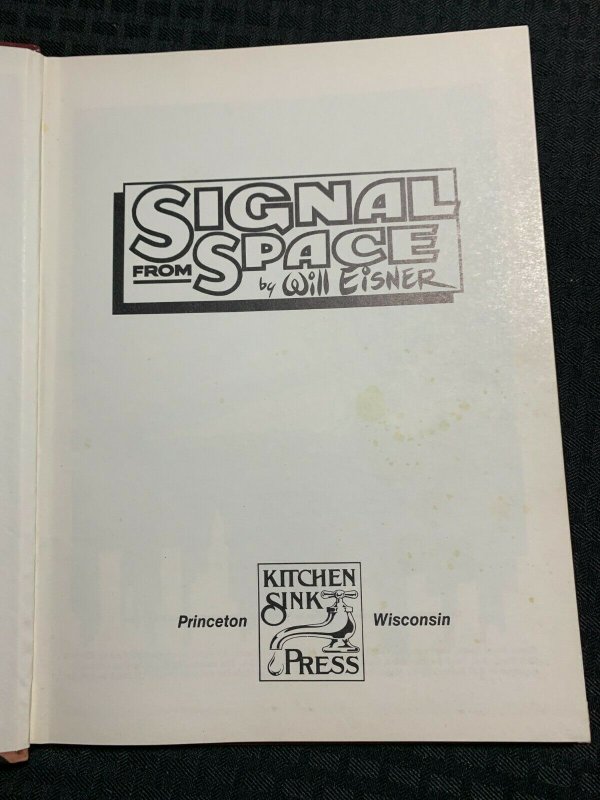 SIGNAL
FROM SPACE
by Will EISNER
KITCHEN
SINK
Princeton Wisconsin
PRESS